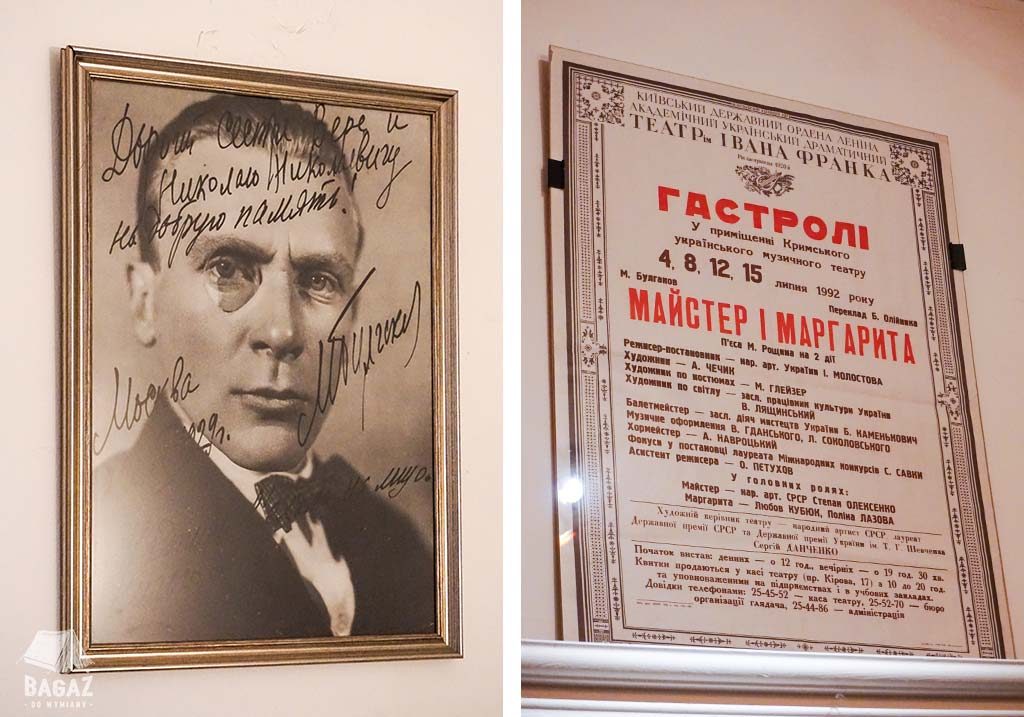 Дорогой сестре Вере и
Николаю Николаевичу
на добрую память!
М Булгаков
Москва
1929г.
BAGAŻ
- DO WYMIANY -
КИЇВСЬКИЙ ДЕРЖАВНИЙ ОРДЕНА ЛЕНІНА
АКАДЕМІЧНИЙ УКРАЇНСЬКИЙ ДРАМАТИЧНИЙ
ТЕАТР ім ІВАНА ФРАНКА
ГАСТРОЛІ
У приміщенні Кримського
українського музичного театру
4, 8, 12, 15 липня 1992 року
М. Булгаков
Переклад Б. Олійника
МАЙСТЕР І МАРГАРИТА
П'єса М. Рощина на 2 дії
Режисер-постановник — нар. арт. України І. МОЛОСТОВА
Художник — А. ЧЕЧИК
Художник по костюмах — М. ГЛЕЙЗЕР
Художник по світлу — засл. працівник культури України
В. ЛЯЩИНСЬКИЙ
Балетмейстер — засл. діяч мистецтв України Б. КАМЕНЬКОВИЧ
Музичне оформлення В. ГДАНСЬКОГО, Л. СОКОЛОВСЬКОГО
Хормейстер — А. НАВРОЦЬКИЙ
Фокуси у постановці лауреата Міжнародних конкурсів С. САВКИ
Асистент режисера — О. ПЄТУХОВ
У головних ролях:
Майстер — нар. арт. СРСР Степан ОЛЕКСЕНКО
Маргарита — Любов КУБЮК, Поліна ЛАЗОВА
Художній керівник театру — народний артист СРСР, лауреат
Державної премії СРСР та Державної премії України ім. Т. Г. Шевченка
Сергій ДАНЧЕНКО
Початок вистав: денних — о 12 год., вечірніх — о 19 год. 30 хв.
Квитки продаються у касі театру (пр. Кірова, 17) з 10 до 20 год.
та уповноваженими на підприємствах і в учбових закладах.
Довідки телефонами: 25-45-52 — каса театру, 25-52-70 — бюро
організації глядача, 25-44-86 — адміністрація